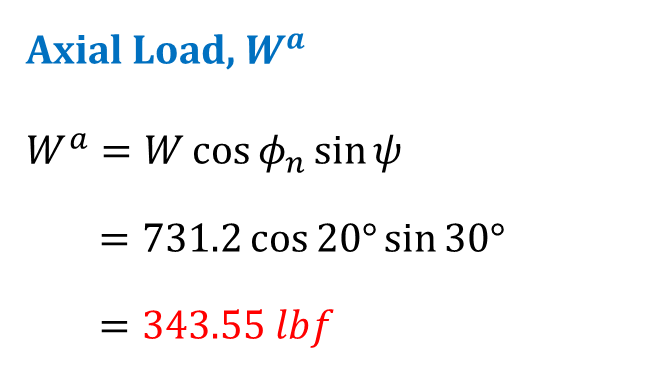 Axial Load, Wᵃ
Wᵃ = W cos ϕₙ sin ψ
= 731.2 cos 20° sin 30°
= 343.55 lbf